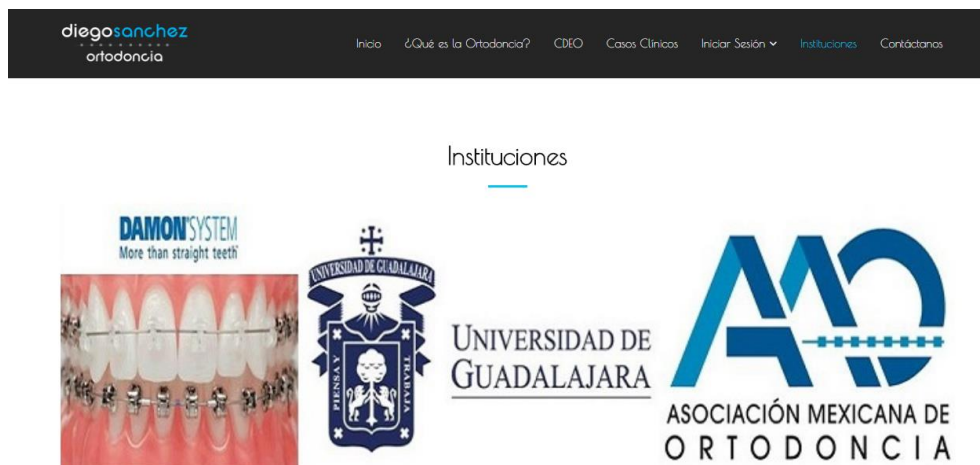 diegosanchez
ortodoncia
Inicio ¿Qué es la Ortodoncia? CDEO Casos Clínicos Iniciar Sesión Instituciones Contáctanos
Instituciones
DAMON®SYSTEM
More than straight teeth
UNIVERSIDAD DE GUADALAJARA
PIENSA Y
TRABAJA
UNIVERSIDAD DE
GUADALAJARA
AMO
ASOCIACIÓN MEXICANA DE
ORTODONCIA